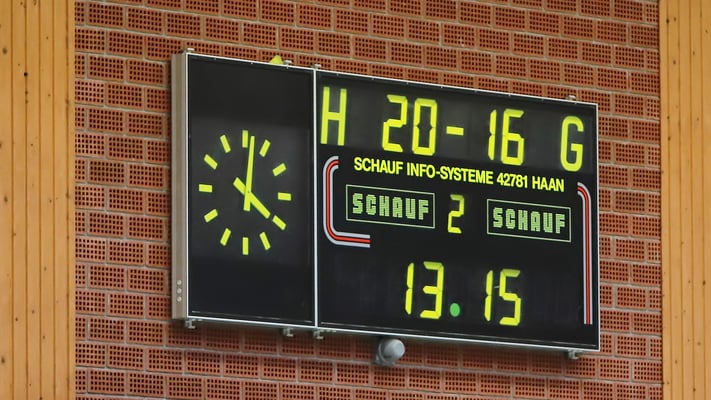 H 20-16 G
SCHAUF INFO-SYSTEME 42781 HAAN
SCHAUF 2 SCHAUF
13.15